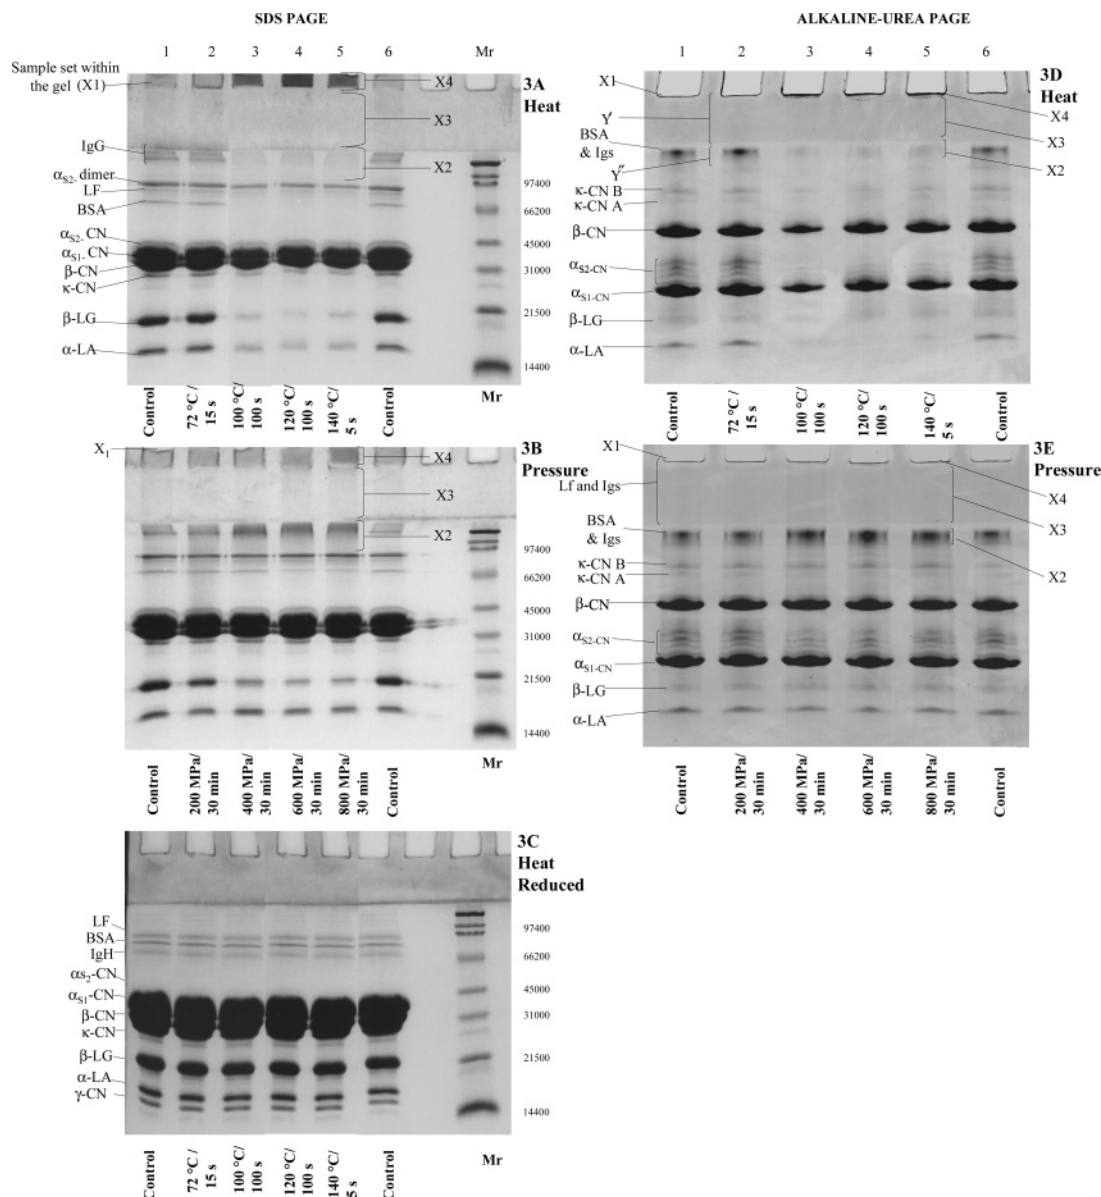 SDS PAGE
ALKALINE-UREA PAGE
1 2 3 4 5 6 Mr
1 2 3 4 5 6
Sample set within
the gel (X1)
IgG
α_S2- dimer
LF
BSA
α_S2- CN
α_S1- CN
β-CN
κ-CN
β-LG
α-LA
X4
X3
X2
3A
Heat
97400
66200
45000
31000
21500
14400
Control
72 °C /
15 s
100 °C/
100 s
120 °C/
100 s
140 °C/
5 s
Control
Mr
X1
Y'
BSA
& Igs
Y''
κ-CN B
κ-CN A
β-CN
α_S2-CN
α_S1-CN
β-LG
α-LA
3D
Heat
X4
X3
X2
Control
72 °C /
15 s
100 °C/
100 s
120 °C/
100 s
140 °C/
5 s
Control
X₁
X4
X3
X2
3B
Pressure
97400
66200
45000
31000
21500
14400
Control
200 MPa/
30 min
400 MPa/
30 min
600 MPa/
30 min
800 MPa/
30 min
Control
Mr
X1
Lf and Igs
BSA
& Igs
κ-CN B
κ-CN A
β-CN
α_S2-CN
α_S1-CN
β-LG
α-LA
3E
Pressure
X4
X3
X2
Control
200 MPa/
30 min
400 MPa/
30 min
600 MPa/
30 min
800 MPa/
30 min
Control
3C
Heat
Reduced
LF
BSA
IgH
αs₂-CN
α_S1-CN
β-CN
κ-CN
β-LG
α-LA
γ-CN
97400
66200
45000
31000
21500
14400
Control
72 °C/
15 s
100 °C/
100 s
120 °C/
100 s
140 °C/
5 s
Control
Mr